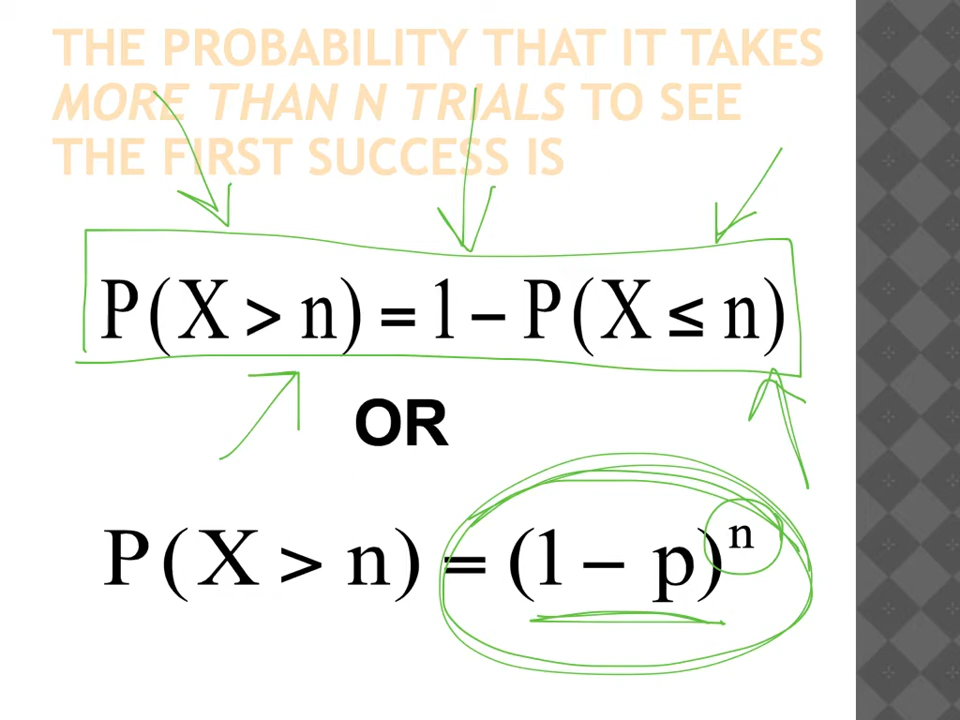 THE PROBABILITY THAT IT TAKES
MORE THAN N TRIALS TO SEE
THE FIRST SUCCESS IS
P(X > n) = 1 – P(X ≤ n)
OR
P(X > n) = (1 – p)ⁿ